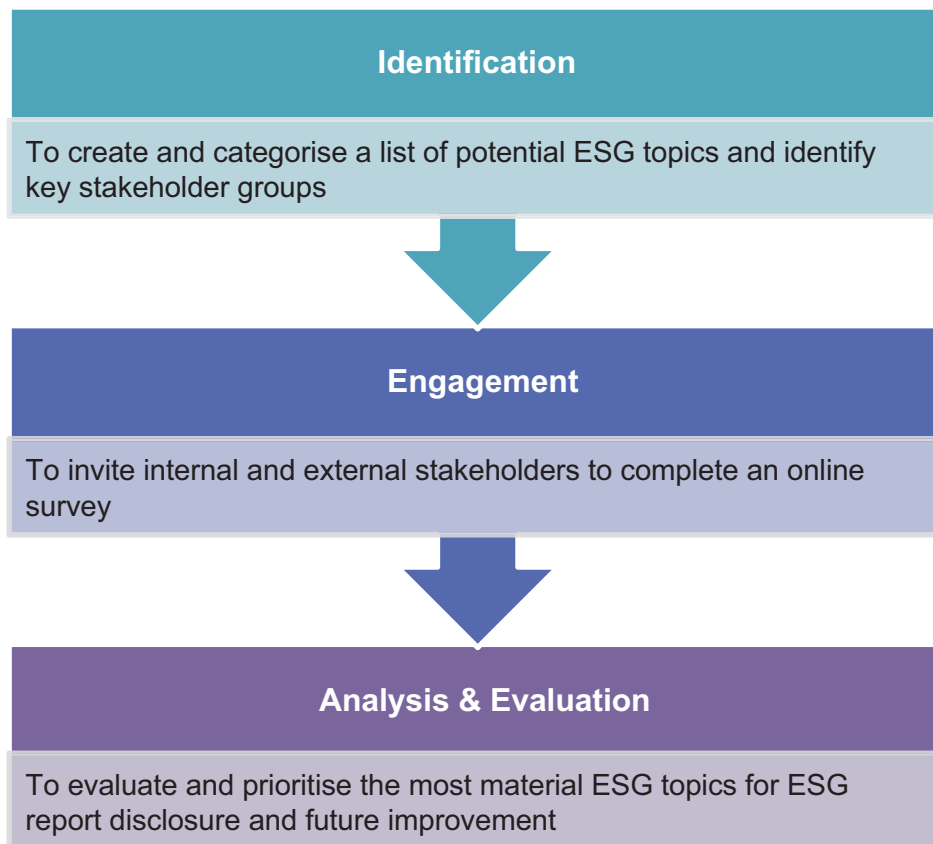 Identification
To create and categorise a list of potential ESG topics and identify
key stakeholder groups
Engagement
To invite internal and external stakeholders to complete an online
survey
Analysis & Evaluation
To evaluate and prioritise the most material ESG topics for ESG
report disclosure and future improvement